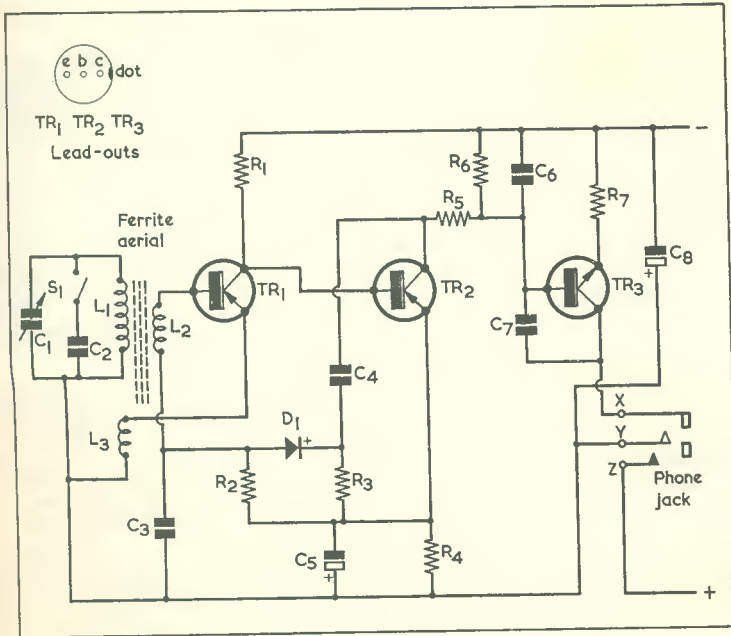 e b c dot
TR1 TR2 TR3
Lead-outs
R1
R6
C6
R5
R7
C8
+
-
Ferrite
aerial
S1
L1
C1
C2
L2
TR1
TR2
TR3
C7
C4
L3
D1
+
X
Y
Z
Phone
jack
R2
R3
C3
C5
+
R4
+